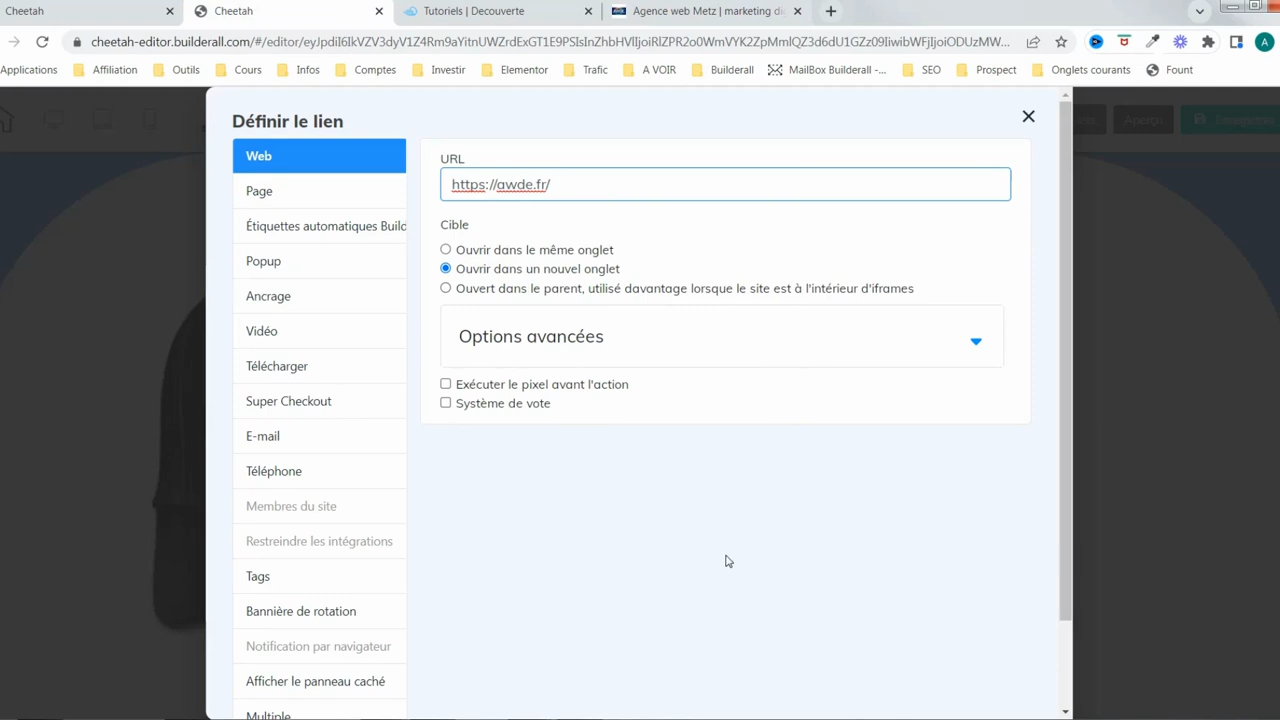 Cheetah
Cheetah
Tutoriels | Decouverte
Agence web Metz | marketing d
cheetah-editor.builderall.com/#/editor/
Applications
Affiliation
Outils
Cours
Infos
Comptes
Investir
Elementor
Trafic
A VOIR
Builderall
MailBox Builderall -...
SEO
Prospect
Onglets courants
Fount
A
Aperçu
Enregistrer
Définir le lien
Web
Page
Étiquettes automatiques Build
Popup
Ancrage
Vidéo
Télécharger
Super Checkout
E-mail
Téléphone
Membres du site
Restreindre les intégrations
Tags
Bannière de rotation
Notification par navigateur
Afficher le panneau caché
Multiple
URL
https://awde.fr/
Cible
Ouvrir dans le même onglet
Ouvrir dans un nouvel onglet
Ouvert dans le parent, utilisé davantage lorsque le site est à l'intérieur d'iframes
Options avancées
Exécuter le pixel avant l'action
Système de vote